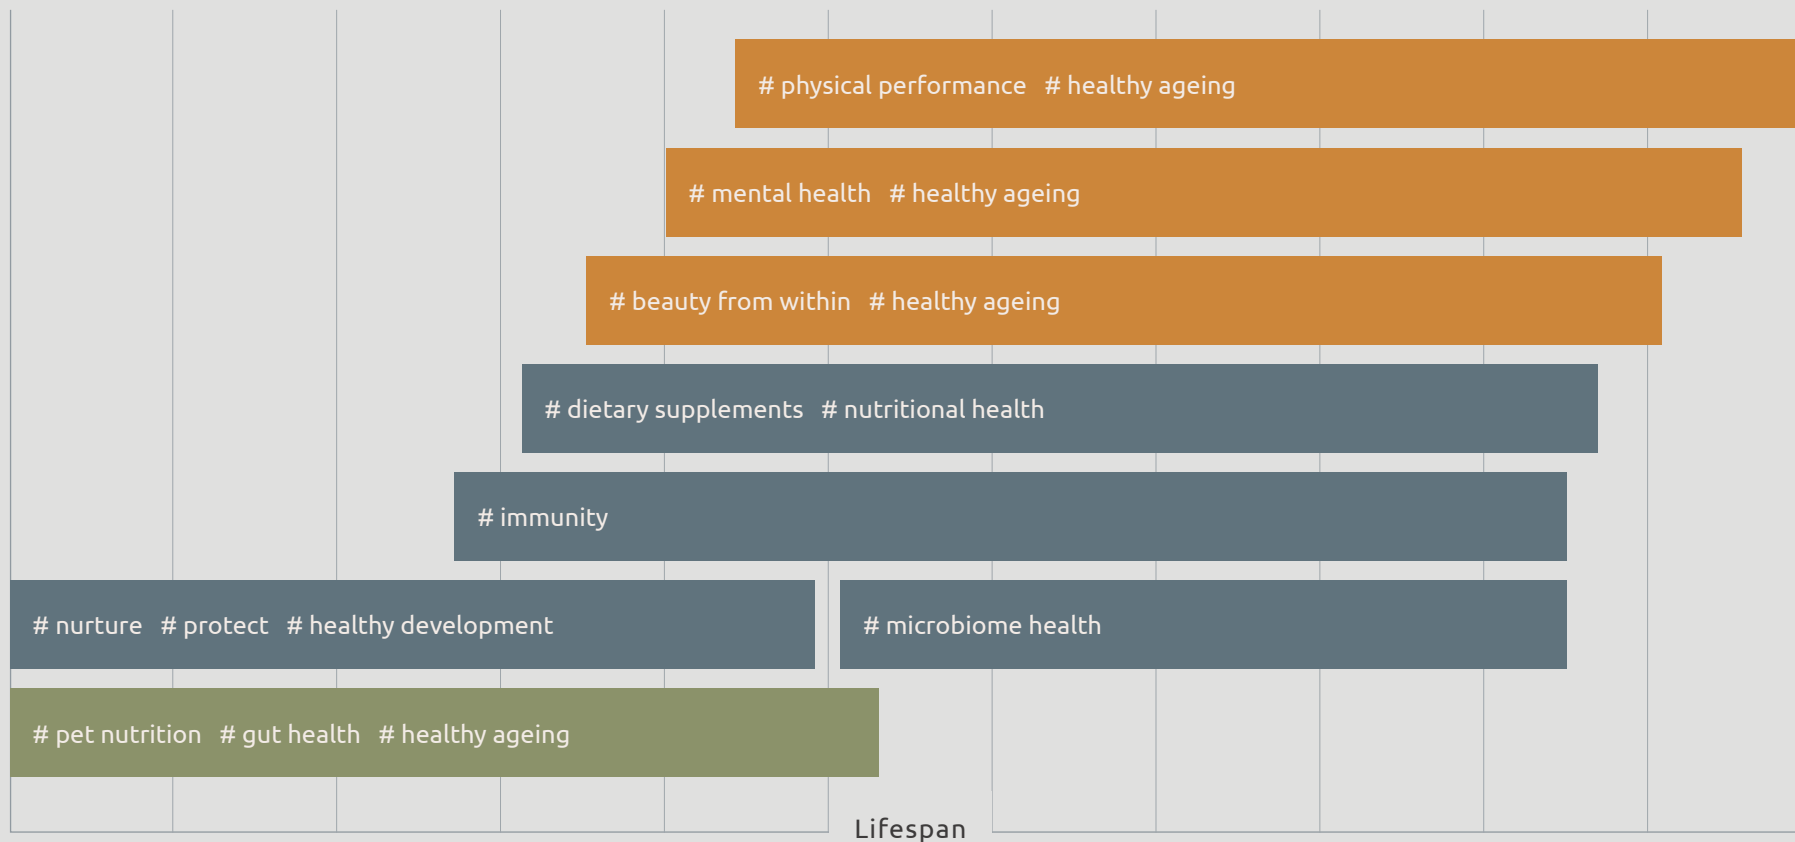 # physical performance # healthy ageing
# mental health # healthy ageing
# beauty from within # healthy ageing
# dietary supplements # nutritional health
# immunity
# nurture # protect # healthy development
# microbiome health
# pet nutrition # gut health # healthy ageing
Lifespan